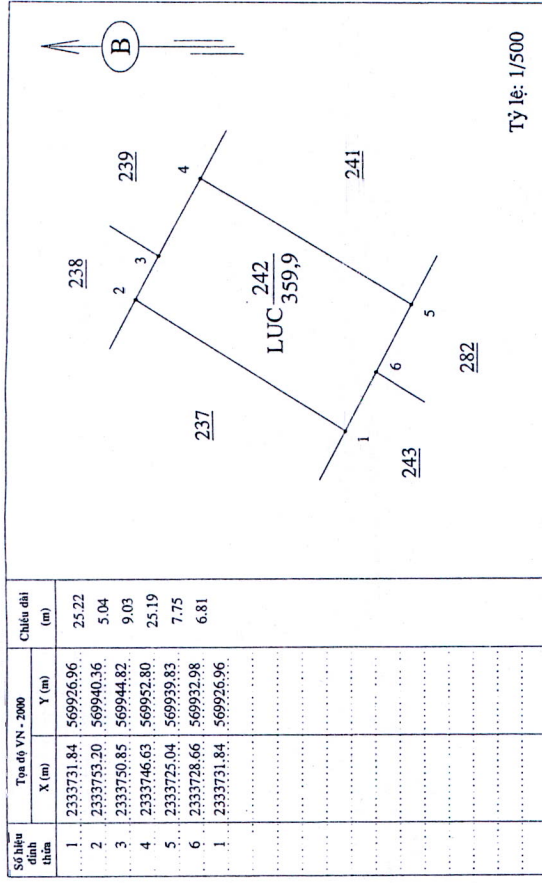 Số hiệu đỉnh thửa
Tọa độ VN - 2000
Chiều dài (m)
X (m)
Y (m)
1 2333731.84 569926.96
25.22
2 2333753.20 569940.36
5.04
3 2333750.85 569944.82
9.03
4 2333746.63 569952.80
25.19
5 2333725.04 569939.83
7.75
6 2333728.66 569932.98
6.81
1 2333731.84 569926.96
B
238
239
2
3
4
237
LUC 242
359,9
241
1
6
5
243
282
Tỷ lệ: 1/500